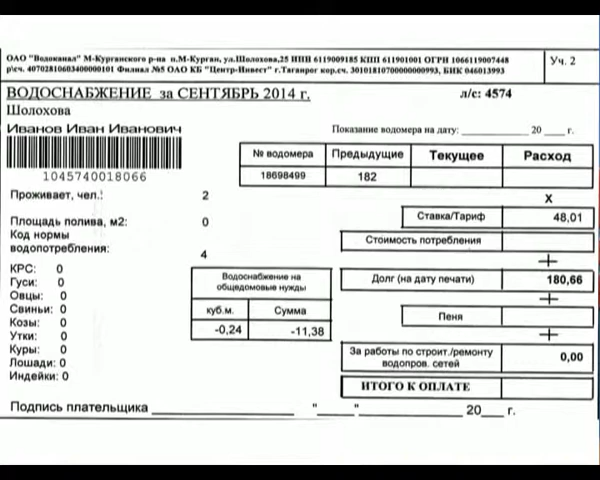 ОАО "Водоканал" М-Курганского р-на п.М-Курган, ул.Шолохова,25 ИНН 6119009185 КПП 611901001 ОГРН 1066119007448
р\сч. 40702810603400000101 Филиал №5 ОАО КБ "Центр-Инвест" г.Таганрог кор.сч. 30101810700000000993, БИК 046013993
Уч. 2
ВОДОСНАБЖЕНИЕ за СЕНТЯБРЬ 2014 г.
л/с: 4574
Шолохова
Иванов Иван Иванович
Показание водомера на дату: ____________ 20 ____ г.
1045740018066
№ водомера Предыдущие Текущее Расход
18698499 182
Проживает, чел.: 2
X
Ставка/Тариф 48,01
Площадь полива, м2: 0
Код нормы
водопотребления: 4
Стоимость потребления
+
КРС: 0
Гуси: 0
Овцы: 0
Свиньи: 0
Козы: 0
Утки: 0
Куры: 0
Лошади: 0
Индейки: 0
Водоснабжение на
общедомовые нужды
куб.м. Сумма
-0,24 -11,38
Долг (на дату печати) 180,66
+
Пеня
+
За работы по строит./ремонту
водопров. сетей 0,00
ИТОГО К ОПЛАТЕ
Подпись плательщика ____________________ "_____" ______________ 20___ г.